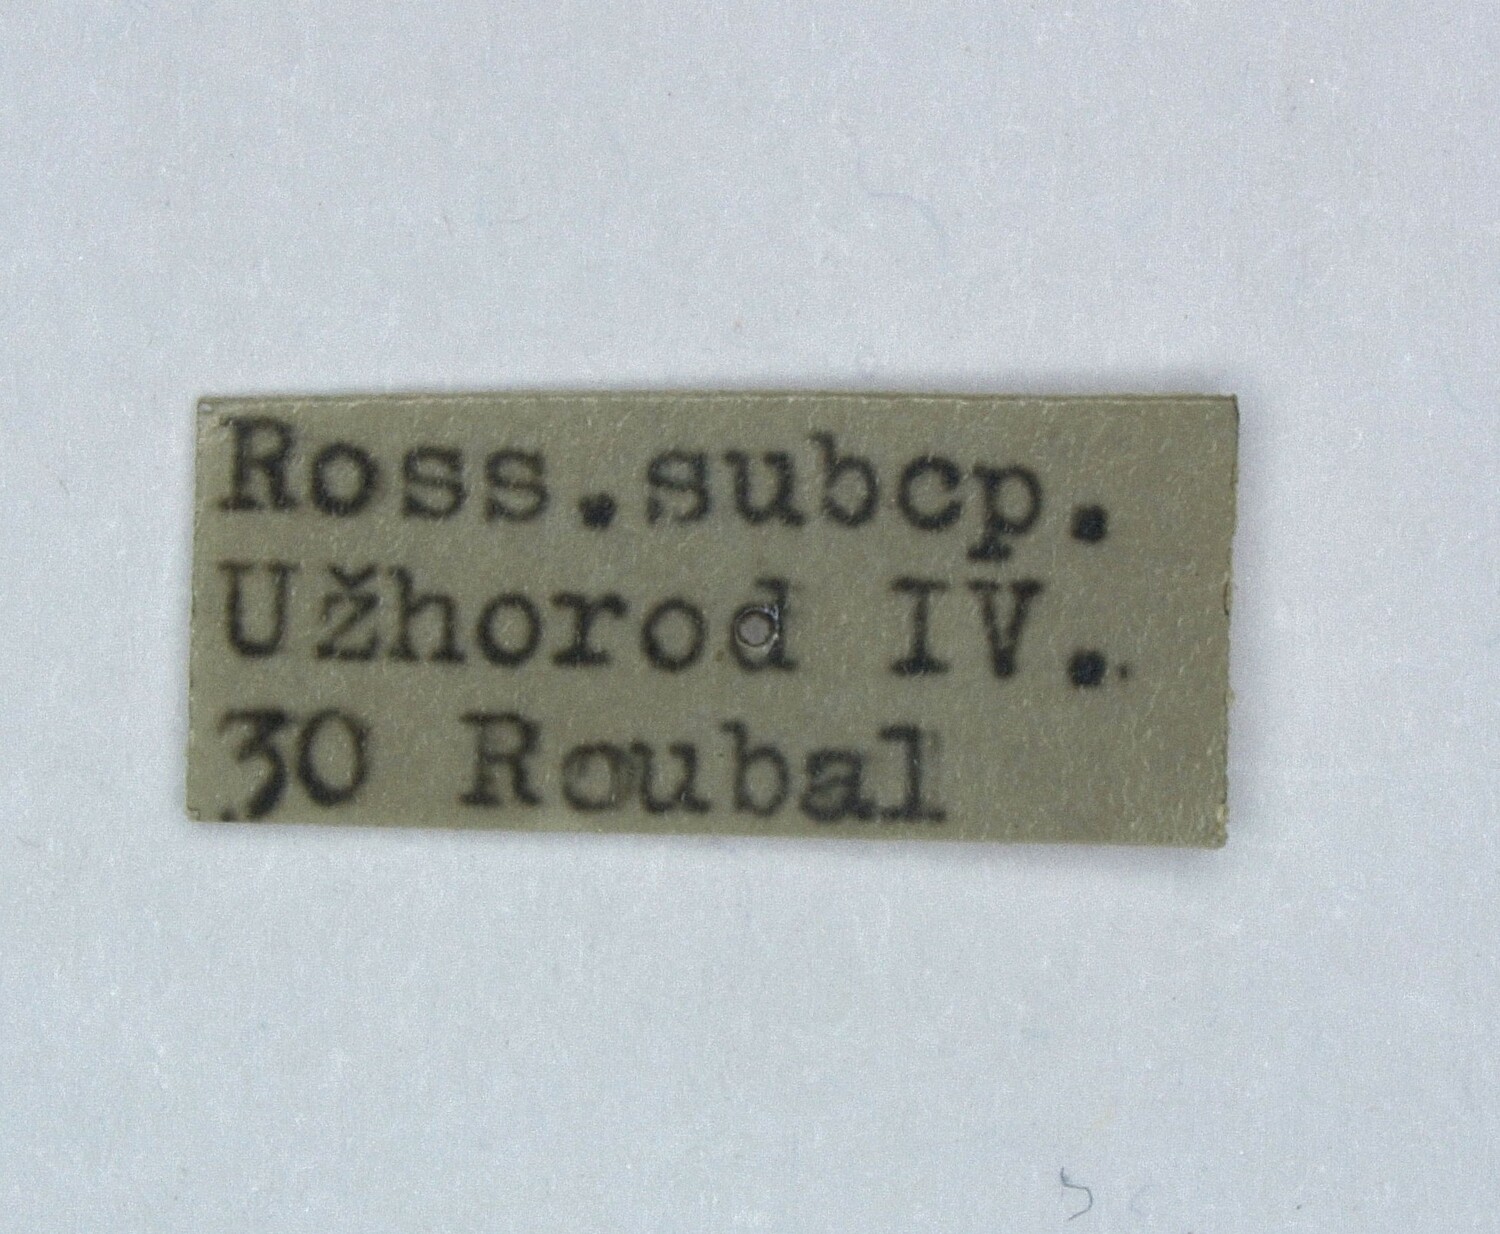 Ross.subcp.
Užhorod IV.
30 Roubal